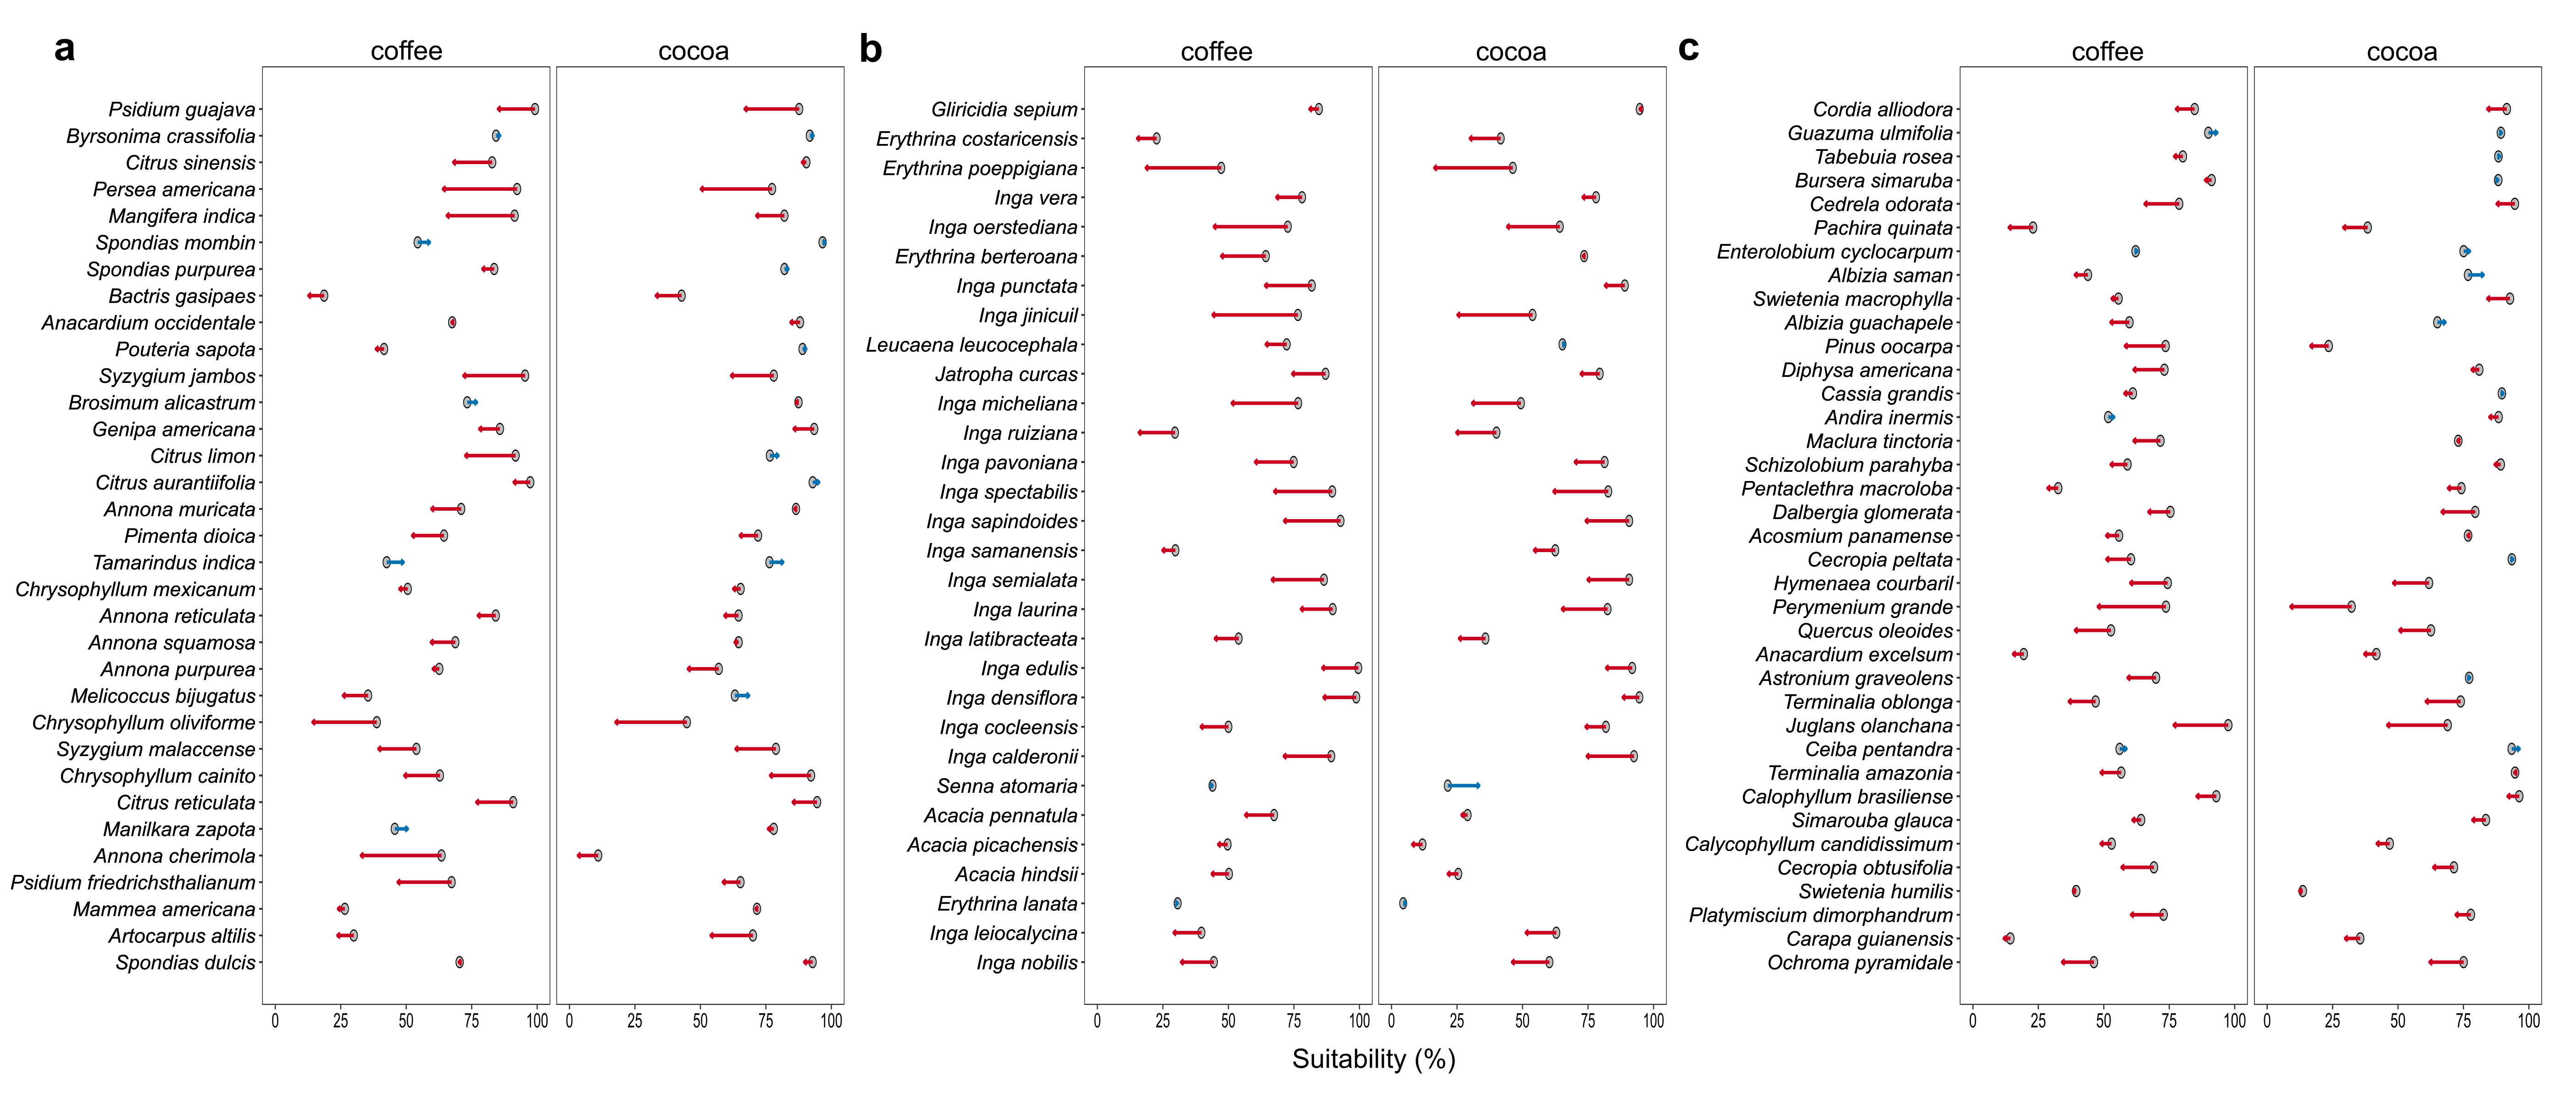 a
coffee
cocoa
Psidium guajava
Byrsonima crassifolia
Citrus sinensis
Persea americana
Mangifera indica
Spondias mombin
Spondias purpurea
Bactris gasipaes
Anacardium occidentale
Pouteria sapota
Syzygium jambos
Brosimum alicastrum
Genipa americana
Citrus limon
Citrus aurantiifolia
Annona muricata
Pimenta dioica
Tamarindus indica
Chrysophyllum mexicanum
Annona reticulata
Annona squamosa
Annona purpurea
Melicoccus bijugatus
Chrysophyllum oliviforme
Syzygium malaccense
Chrysophyllum cainito
Citrus reticulata
Manilkara zapota
Annona cherimola
Psidium friedrichsthalianum
Mammea americana
Artocarpus altilis
Spondias dulcis
0 25 50 75 100
0 25 50 75 100
b
coffee
cocoa
Gliricidia sepium
Erythrina costaricensis
Erythrina poeppigiana
Inga vera
Inga oerstediana
Erythrina berteroana
Inga punctata
Inga jinicuil
Leucaena leucocephala
Jatropha curcas
Inga micheliana
Inga ruiziana
Inga pavoniana
Inga spectabilis
Inga sapindoides
Inga samanensis
Inga semialata
Inga laurina
Inga latibracteata
Inga edulis
Inga densiflora
Inga cocleensis
Inga calderonii
Senna atomaria
Acacia pennatula
Acacia picachensis
Acacia hindsii
Erythrina lanata
Inga leiocalycina
Inga nobilis
0 25 50 75 100
0 25 50 75 100
c
coffee
cocoa
Cordia alliodora
Guazuma ulmifolia
Tabebuia rosea
Bursera simaruba
Cedrela odorata
Pachira quinata
Enterolobium cyclocarpum
Albizia saman
Swietenia macrophylla
Albizia guachapele
Pinus oocarpa
Diphysa americana
Cassia grandis
Andira inermis
Maclura tinctoria
Schizolobium parahyba
Pentaclethra macroloba
Dalbergia glomerata
Acosmium panamense
Cecropia peltata
Hymenaea courbaril
Perymenium grande
Quercus oleoides
Anacardium excelsum
Astronium graveolens
Terminalia oblonga
Juglans olanchana
Ceiba pentandra
Terminalia amazonia
Calophyllum brasiliense
Simarouba glauca
Calycophyllum candidissimum
Cecropia obtusifolia
Swietenia humilis
Platymiscium dimorphandrum
Carapa guianensis
Ochroma pyramidale
0 25 50 75 100
0 25 50 75 100
Suitability (%)